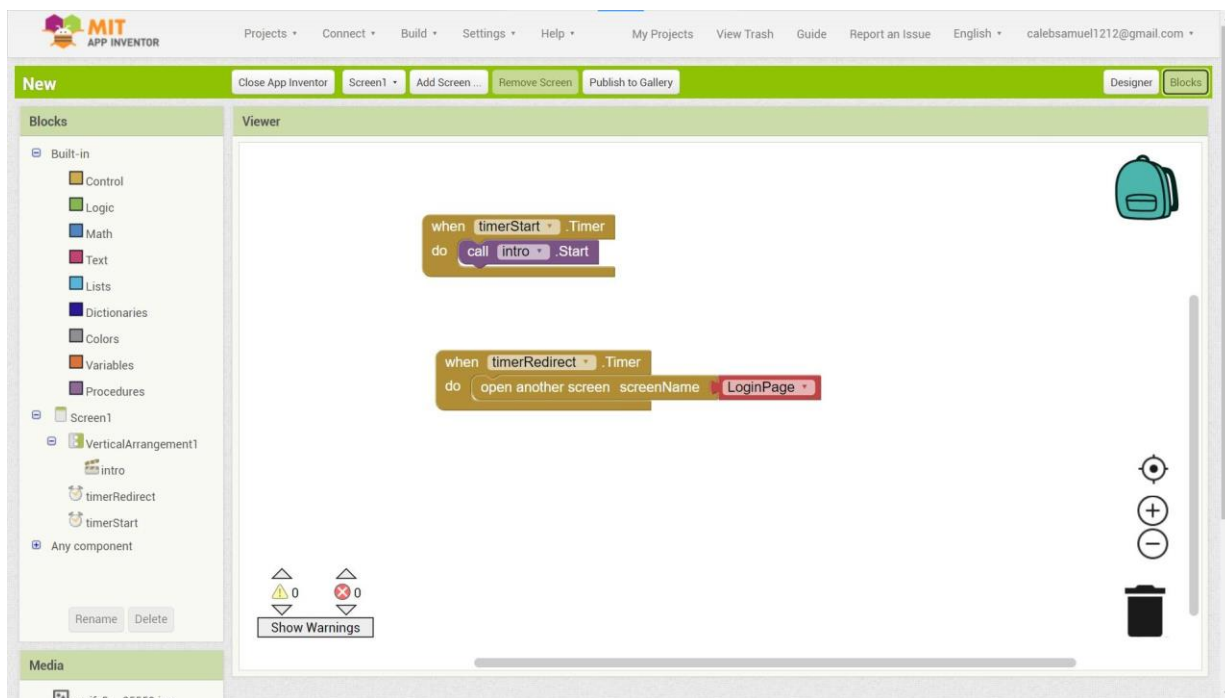 MIT
APP INVENTOR
Projects Connect Build Settings Help My Projects View Trash Guide Report an Issue English calebsamuel1212@gmail.com
New Close App Inventor Screen1 Add Screen ... Remove Screen Publish to Gallery Designer Blocks
Blocks Viewer
Built-in
Control
Logic
Math
Text
Lists
Dictionaries
Colors
Variables
Procedures
Screen1
VerticalArrangement1
intro
timerRedirect
timerStart
Any component
Rename Delete
Media
when timerStart .Timer
do call intro .Start
when timerRedirect .Timer
do open another screen screenName LoginPage
0 0
Show Warnings